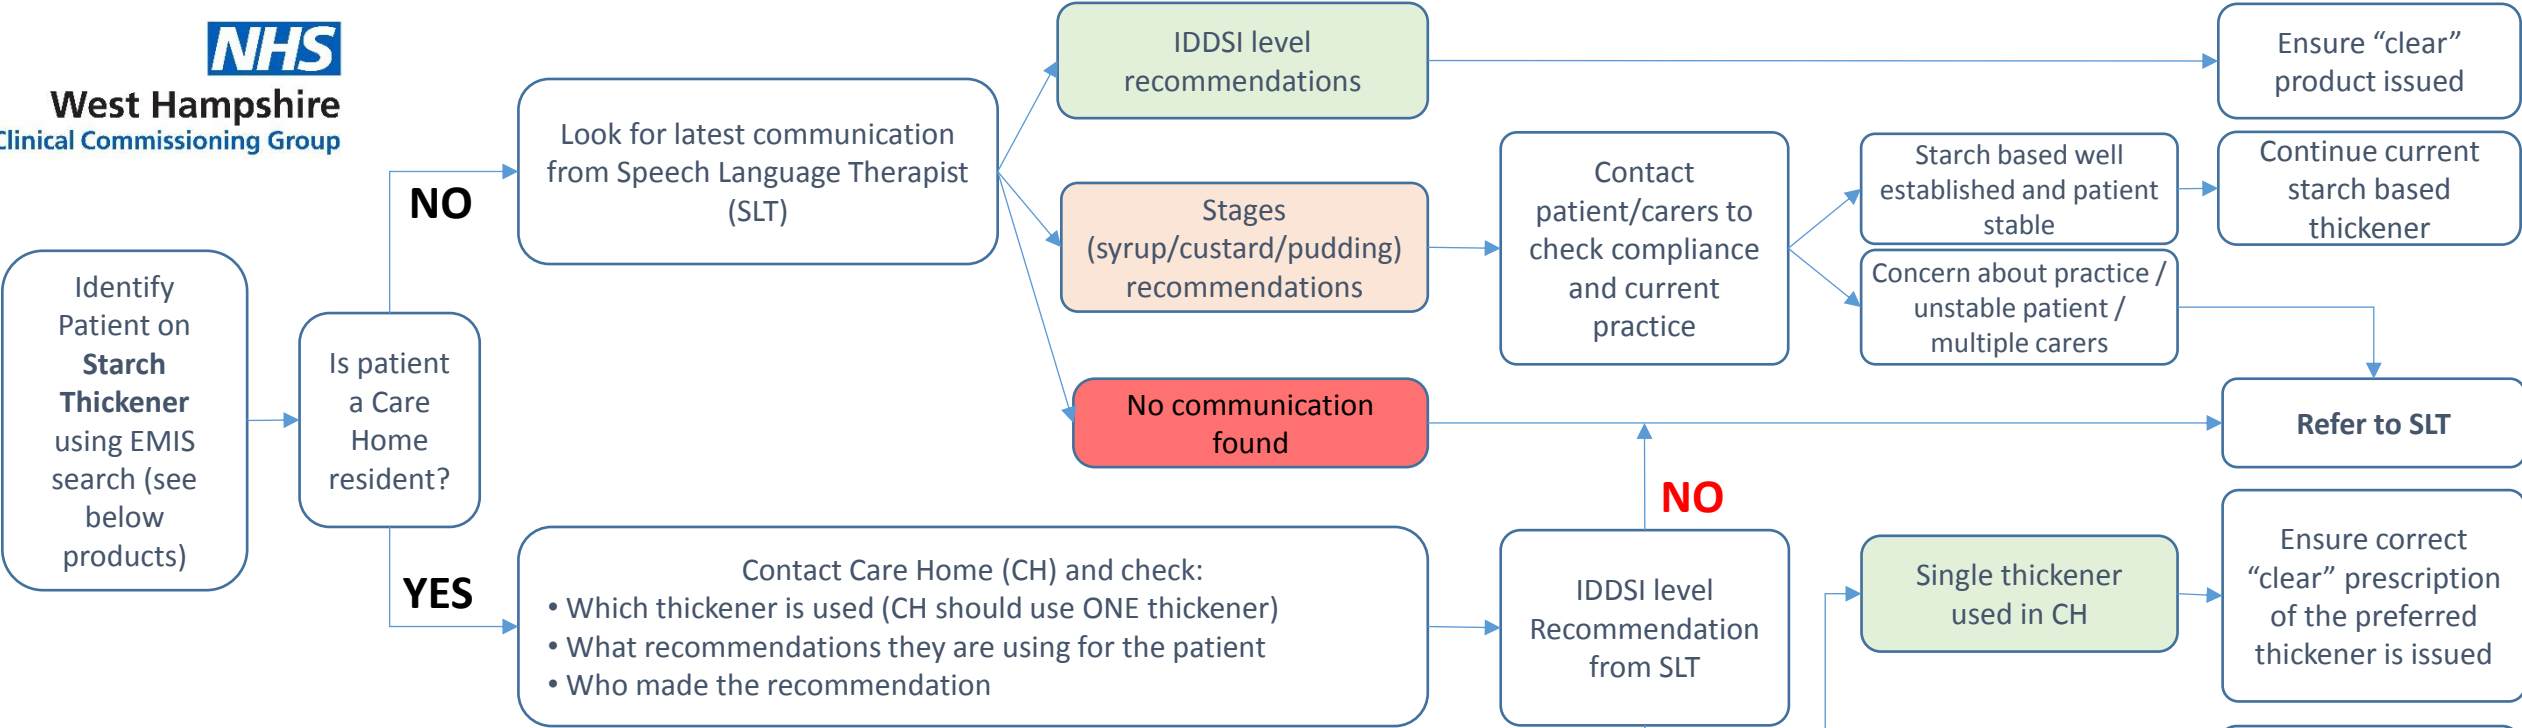 NHS
West Hampshire
Clinical Commissioning Group
Identify
Patient on
Starch
Thickener
using EMIS
search (see
below
products)
Is patient
a Care
Home
resident?
NO
Look for latest communication
from Speech Language Therapist
(SLT)
IDDSI level
recommendations
Ensure “clear”
product issued
Stages
(syrup/custard/pudding)
recommendations
Contact
patient/carers to
check compliance
and current
practice
Starch based well
established and patient
stable
Continue current
starch based
thickener
Concern about practice /
unstable patient /
multiple carers
No communication
found
Refer to SLT
YES
Contact Care Home (CH) and check:
• Which thickener is used (CH should use ONE thickener)
• What recommendations they are using for the patient
• Who made the recommendation
NO
IDDSI level
Recommendation
from SLT
Single thickener
used in CH
Ensure correct
“clear” prescription
of the preferred
thickener is issued